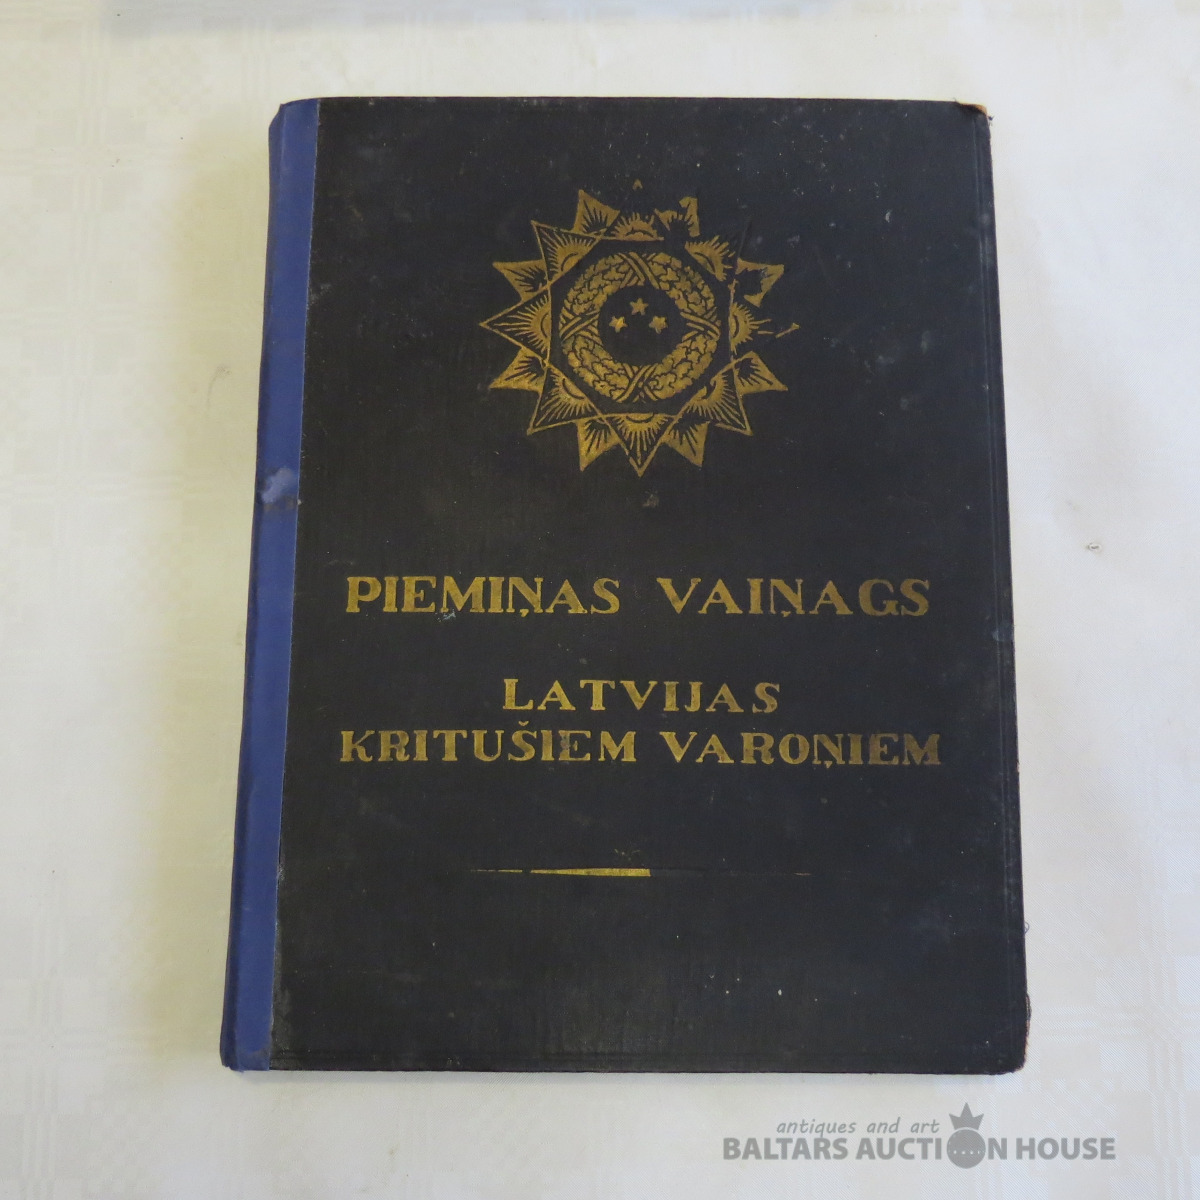 PIEMIŅAS VAIŅAGS
LATVIJAS
KRITUŠIEM VAROŅIEM
antiques and art
BALTARS AUCTION HOUSE